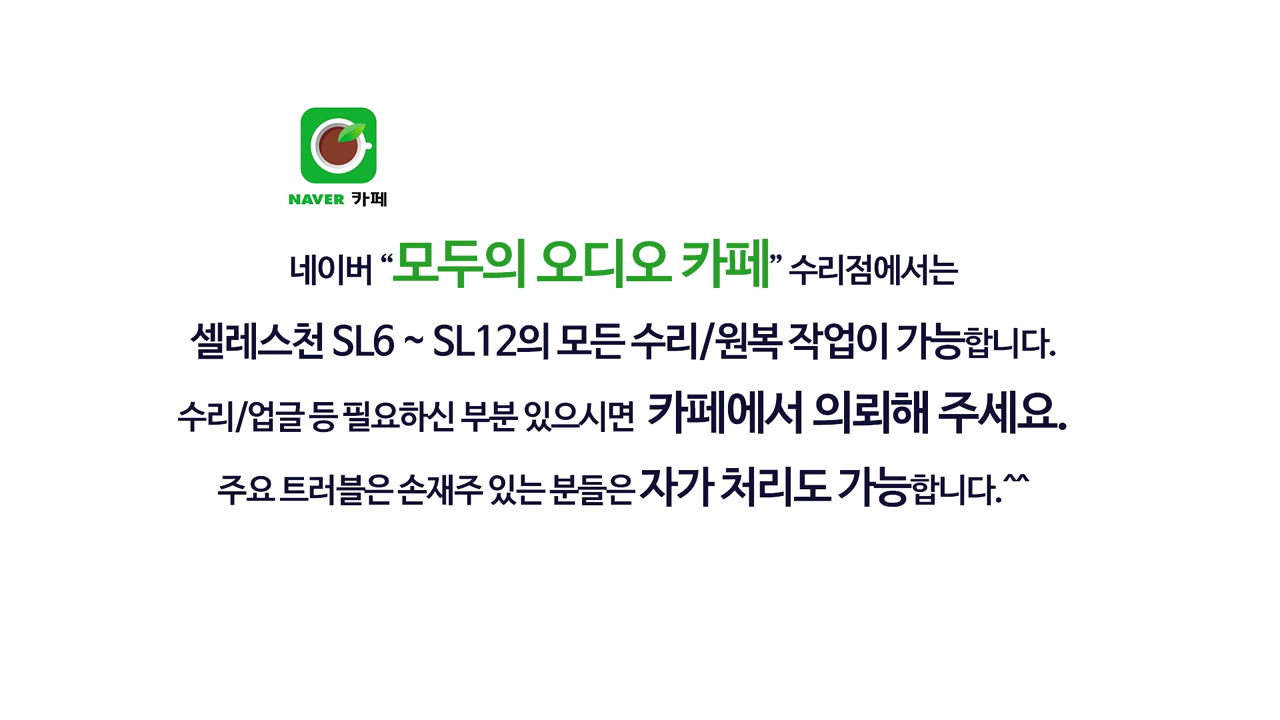 NAVER 카페
네이버 “모두의 오디오 카페” 수리점에서는
셀레스천 SL6 ~ SL12의 모든 수리/원복 작업이 가능합니다.
수리/업글 등 필요하신 부분 있으시면 카페에서 의뢰해 주세요.
주요 트러블은 손재주 있는 분들은 자가 처리도 가능합니다.^^